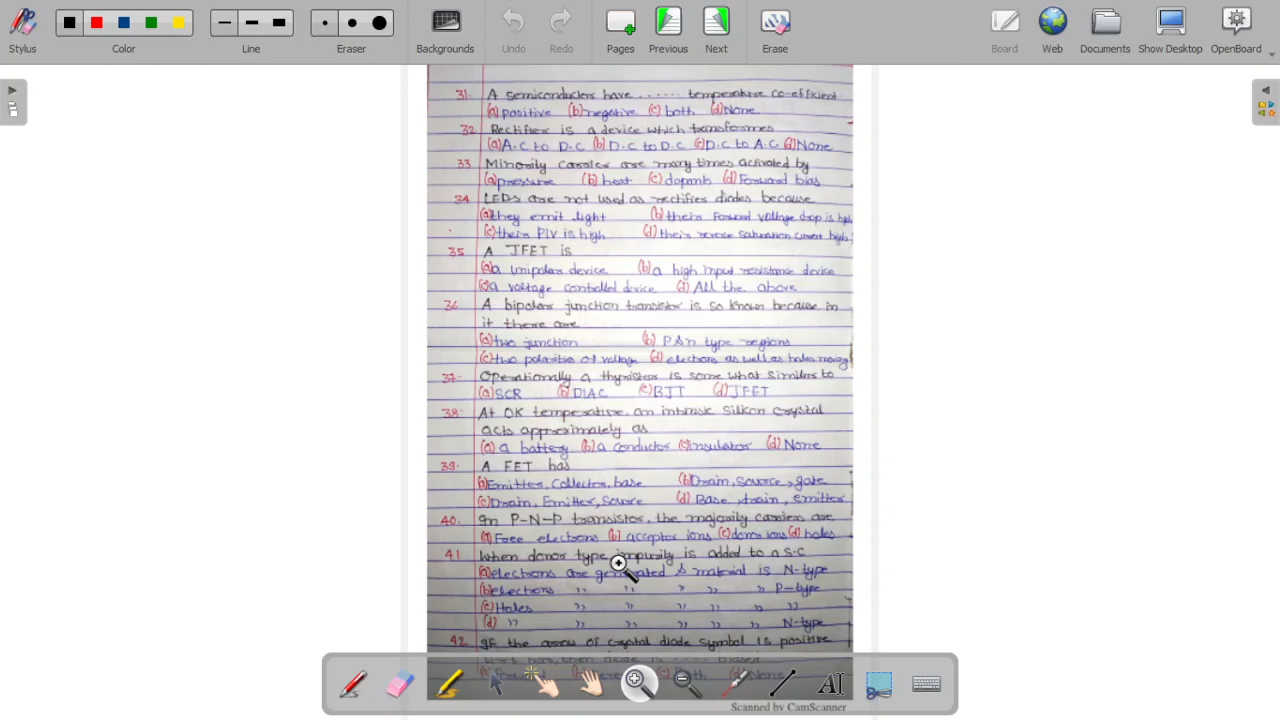 Stylus Color Line Eraser Backgrounds Undo Redo Pages Previous Next Erase Board Web Documents Show Desktop OpenBoard
31. A semiconductors have ...... temperature co-efficient
(a) positive (b) negative (c) both (d) None
32 Rectifier is a device which transformes
(a) A.C to D.C (b) D.C to D.C (c) D.C to A.C (d) None
33 Minority carrier are many times activated by
(a) pressure (b) heat (c) dopmb (d) Forward bias
34 LEDs are not used as rectifier diodes because
(a) they emit light (b) their Forward voltage drop is high
(c) their PIV is high (d) their reverse saturation current high.
35 A JFET is
(a) a unipolar device (b) a high input resistance device
(c) a voltage controlled device (d) All the above
36 A bipolar junction transistor is so known because in
it there are
(a) two junction (b) P & n type regions
(c) two polarities of voltage (d) electrons as well as holes
37. Operationally a thyristor is some what similers to
(a) SCR (b) DIAC (c) BJT (d) JFET
38. At OK temperature, an intrinsic Silicon crystal
acts approximately as
(a) a battery (b) a conductor (c) insulator (d) None
39. A FET has
(a) Emitter, Collector, base (b) Drain, source, gate
(c) Drain, Emitter, Source (d) Base, drain, emitter
40. In P-N-P transistor, the majority carriers are
(a) Free electrons (b) acceptor ions (c) donor ions (d) holes
41 When donor type impurity is added to a S.C
(a) electrons are generated & material is N-type
(b) electrons ,, ,, ,, ,, ,, P-type
(c) Holes ,, ,, ,, ,, ,, ,,
(d) ,, ,, ,, ,, ,, N-type
42 If the arrow of crystal diode symbol is positive
biased
Scanned by CamScanner